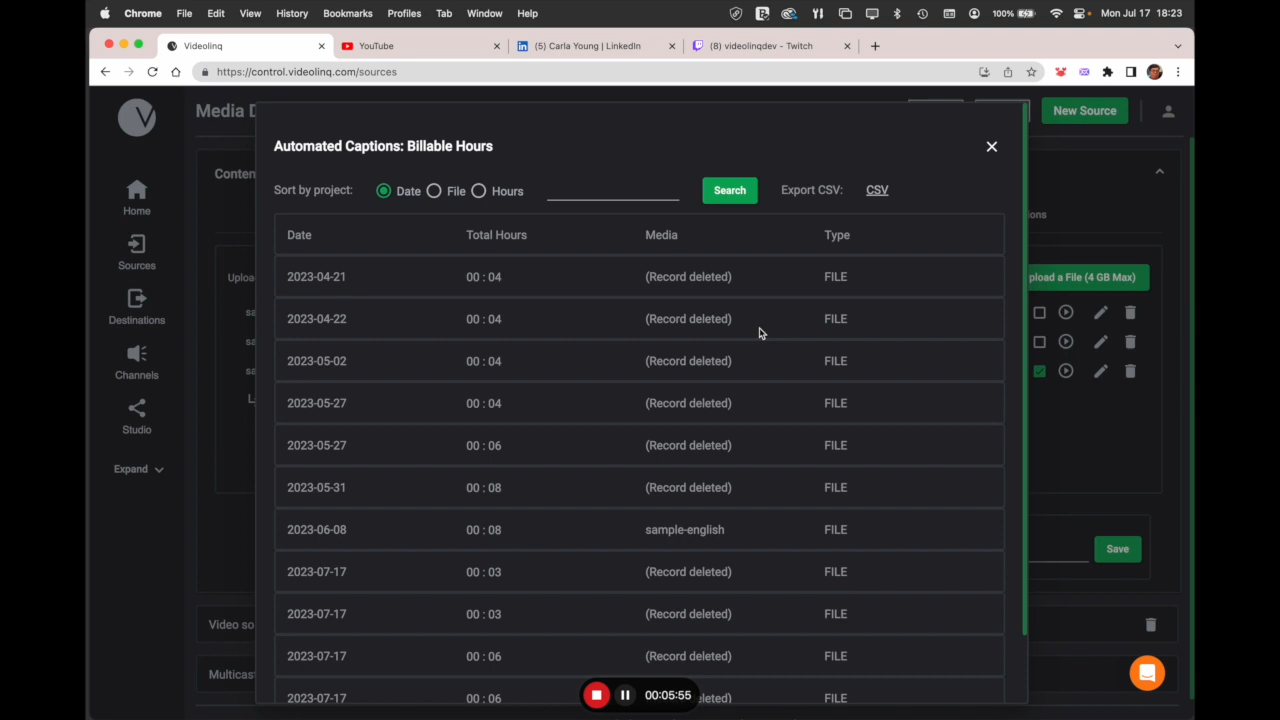 Chrome File Edit View History Bookmarks Profiles Tab Window Help 100% Mon Jul 17 18:23
Videolinq YouTube (5) Carla Young | LinkedIn (8) videolinqdev - Twitch
https://control.videolinq.com/sources
Media D New Source
Automated Captions: Billable Hours
Conten
Sort by project: Date File Hours Search Export CSV: CSV
Home
ons
Date Total Hours Media Type
Sources
Uploa
pload a File (4 GB Max)
2023-04-21 00 : 04 (Record deleted) FILE
sa
Destinations
2023-04-22 00 : 04 (Record deleted) FILE
sa
2023-05-02 00 : 04 (Record deleted) FILE
sa
Channels
L
2023-05-27 00 : 04 (Record deleted) FILE
Studio
2023-05-27 00 : 06 (Record deleted) FILE
Expand
2023-05-31 00 : 08 (Record deleted) FILE
2023-06-08 00 : 08 sample-english FILE
Save
2023-07-17 00 : 03 (Record deleted) FILE
2023-07-17 00 : 03 (Record deleted) FILE
Video so
2023-07-17 00 : 06 (Record deleted) FILE
Multicas
2023-07-17 00 : 06 eleted) FILE
00:05:55